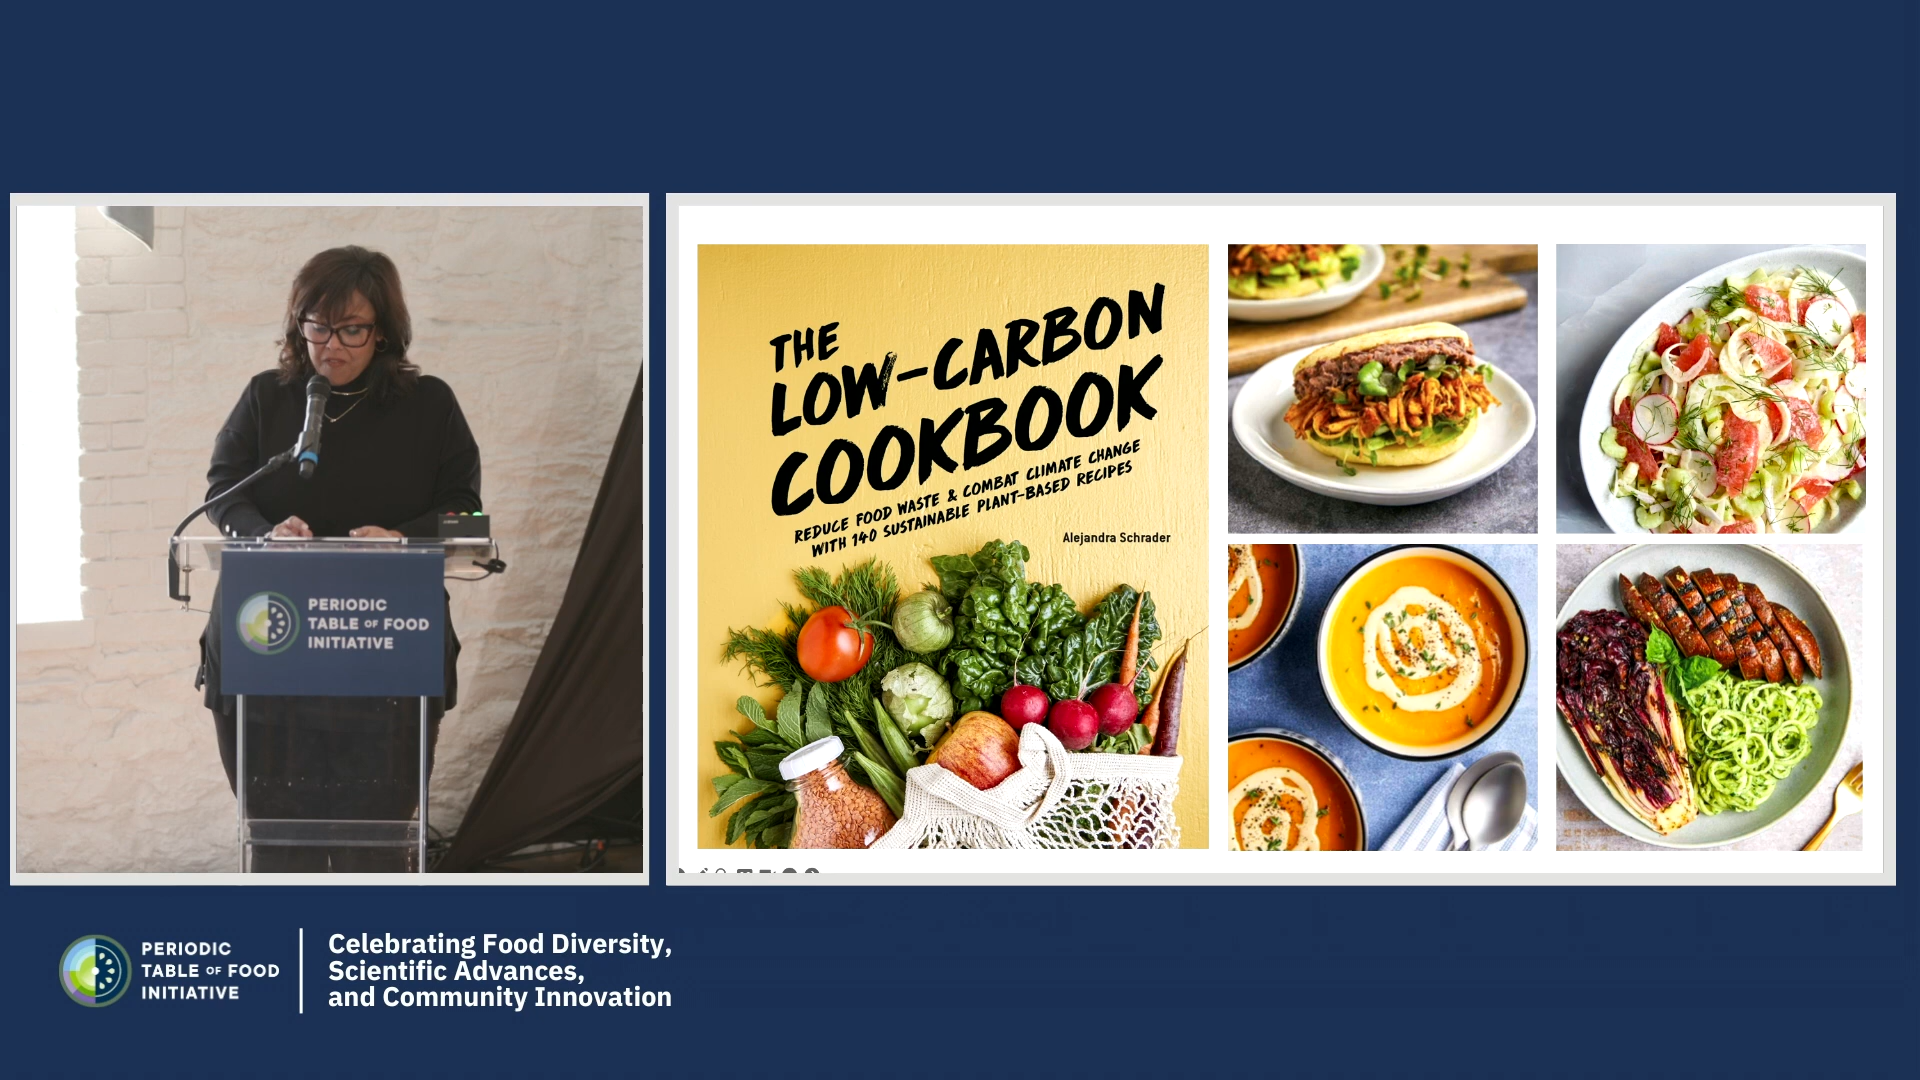 THE
LOW-CARBON
COOKBOOK
REDUCE FOOD WASTE & COMBAT CLIMATE CHANGE
WITH 140 SUSTAINABLE PLANT-BASED RECIPES
Alejandra Schrader
PERIODIC
TABLE OF FOOD
INITIATIVE
PERIODIC
TABLE OF FOOD
INITIATIVE
Celebrating Food Diversity,
Scientific Advances,
and Community Innovation